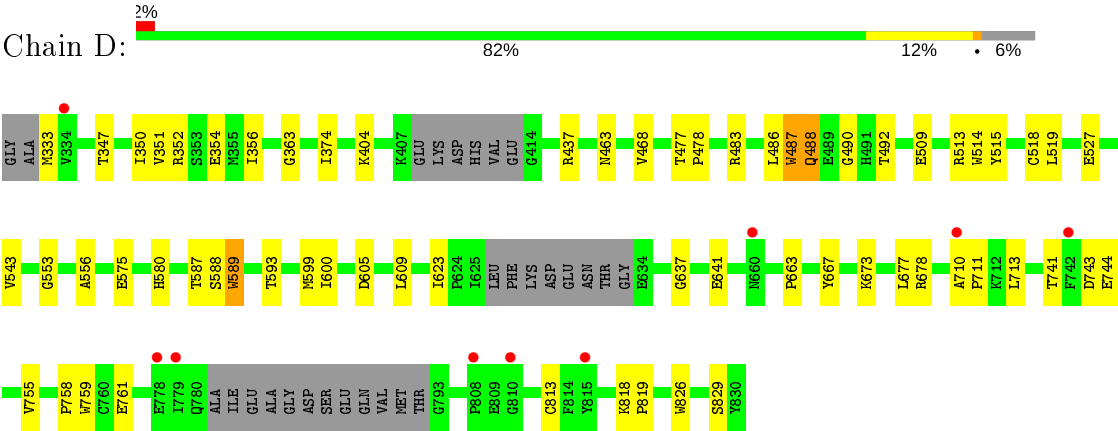 2%
Chain D:
82% 12% • 6%
GLY ALA M333 V334 T347 I350 V351 R352 S353 E354 M355 I356 G363 I374 K404 K407 GLU LYS ASP HIS VAL GLU G414 R437 N463 V468 T477 P478 R483 L486 W487 Q488 E489 G490 H491 T492 E509 R513 W514 Y515 C518 L519 E527
V543 G553 A556 E575 H580 T587 S588 W589 T593 M599 I600 D605 L609 I623 P624 I625 LEU PHE LYS ASP GLU ASN THR GLY E634 G637 E641 N660 P663 Y667 K673 L677 R678 A710 P711 K712 L713 T741 F742 D743 E744
V755 P758 W759 C760 E761 E778 I779 Q780 ALA ILE GLU ALA GLY ASP SER GLU GLN VAL MET THR G793 P808 E809 G810 C813 F814 Y815 K818 P819 W826 S829 Y830